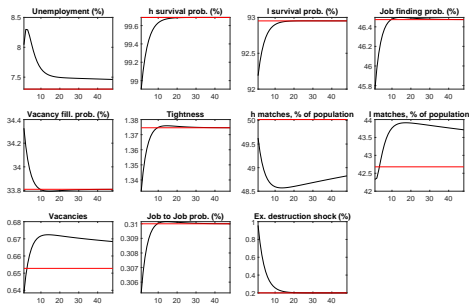 Unemployment (%)
h survival prob. (%)
l survival prob. (%)
Job finding prob. (%)
8.5
8
7.5
10 20 30 40
99.6
99.4
99.2
99
10 20 30 40
93
92.5
92
10 20 30 40
46.4
46.2
46
45.8
10 20 30 40
Vacancy fill. prob. (%)
Tightness
h matches, % of population
l matches, % of population
34.4
34.2
34
33.8
10 20 30 40
1.38
1.37
1.36
1.35
1.34
10 20 30 40
50
49.5
49
48.5
48
10 20 30 40
44
43.5
43
42.5
42
10 20 30 40
Vacancies
Job to Job prob. (%)
Ex. destruction shock (%)
0.68
0.67
0.66
0.65
0.64
10 20 30 40
0.31
0.309
0.308
0.307
0.306
10 20 30 40
1
0.8
0.6
0.4
0.2
10 20 30 40